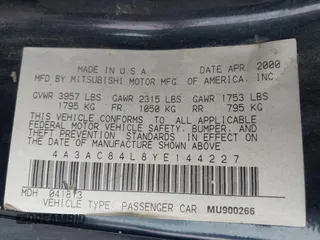 MADE IN U S A DATE APR. 2000
MFD BY MITSUBISHI MOTOR MFG. OF AMERICA, INC.
GVWR 3957 LBS GAWR 2315 LBS GAWR 1753 LBS
1795 KG FR: 1050 KG RR: 795 KG
THIS VEHICLE CONFORMS TO ALL APPLICABLE
FEDERAL MOTOR VEHICLE SAFETY, BUMPER, AND
THEFT PREVENTION STANDARDS IN EFFECT ON
THE DATE OF MANUFACTURE SHOWN ABOVE.
4A3AC84L8YE144227
MDH 041813
VEHICLE TYPE: PASSENGER CAR MU900266